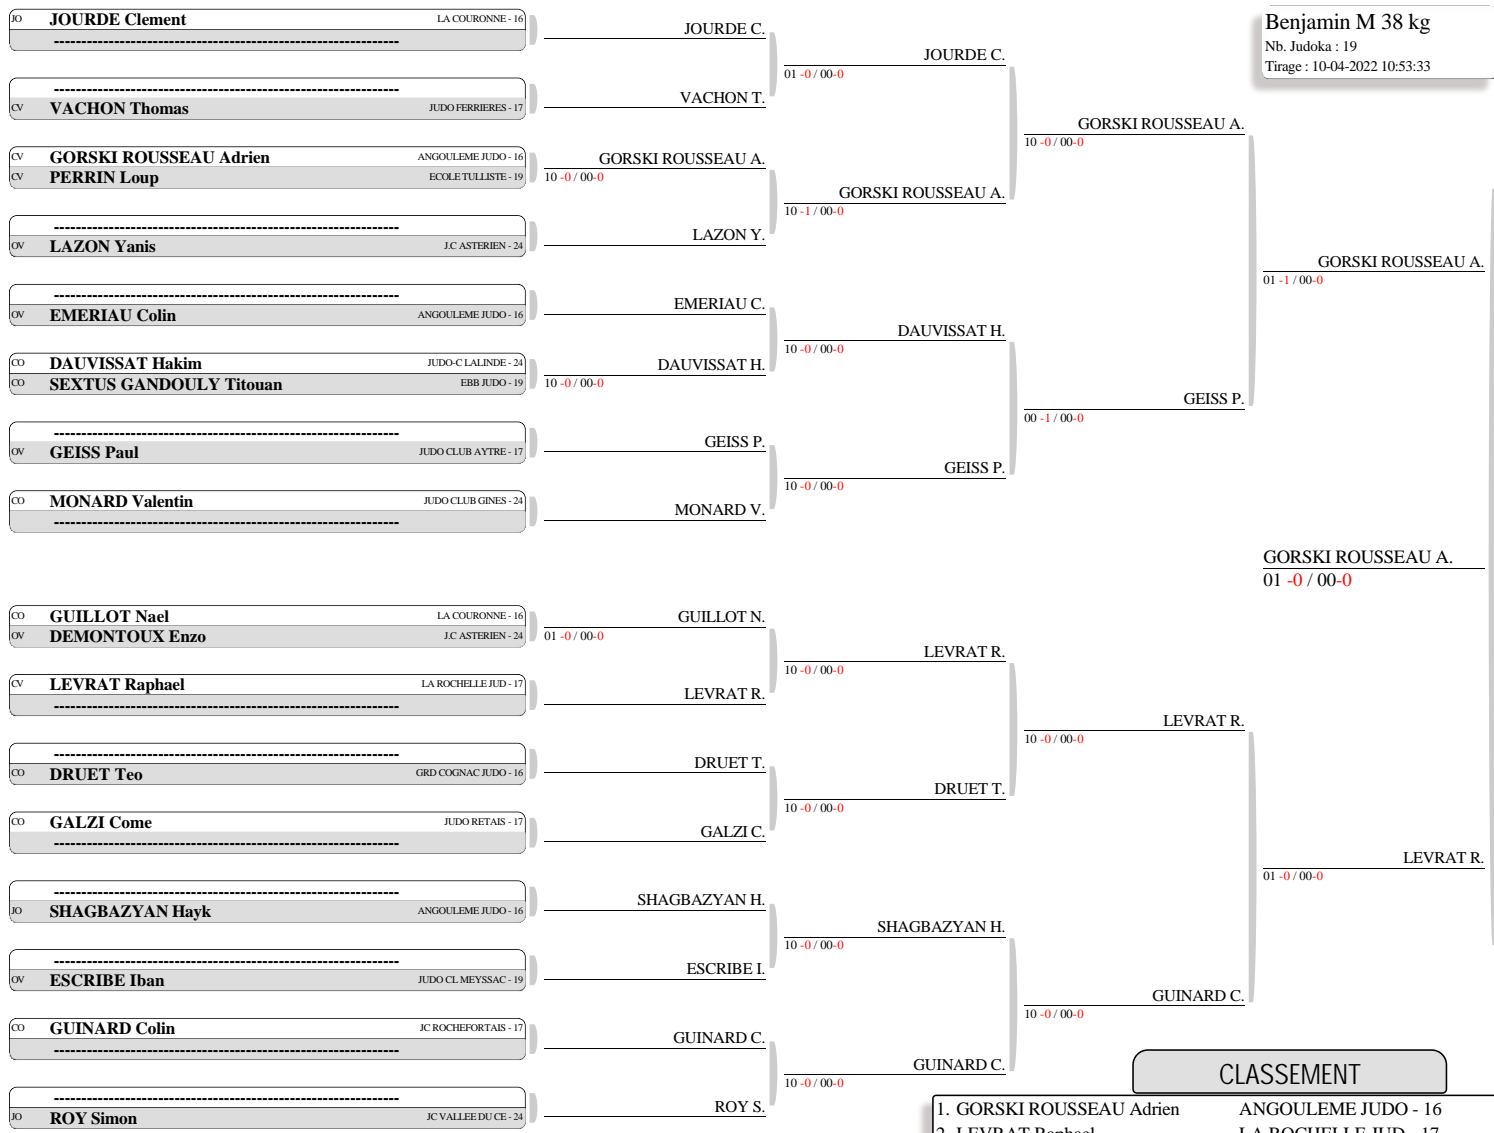 Benjamin M 38 kg
Nb. Judoka : 19
Tirage : 10-04-2022 10:53:33
JO JOURDE Clement LA COURONNE - 16
----------------------------------------------------------------
----------------------------------------------------------------
CV VACHON Thomas JUDO FERRIERES - 17
CV GORSKI ROUSSEAU Adrien ANGOULEME JUDO - 16
CV PERRIN Loup ECOLE TULLISTE - 19
----------------------------------------------------------------
OV LAZON Yanis J.C ASTERIEN - 24
----------------------------------------------------------------
OV EMERIAU Colin ANGOULEME JUDO - 16
CO DAUVISSAT Hakim JUDO-C LALINDE - 24
CO SEXTUS GANDOULY Titouan EBB JUDO - 19
----------------------------------------------------------------
OV GEISS Paul JUDO CLUB AYTRE - 17
CO MONARD Valentin JUDO CLUB GINES - 24
----------------------------------------------------------------
CO GUILLOT Nael LA COURONNE - 16
OV DEMONTOUX Enzo J.C ASTERIEN - 24
CV LEVRAT Raphael LA ROCHELLE JUD - 17
----------------------------------------------------------------
----------------------------------------------------------------
CO DRUET Teo GRD COGNAC JUDO - 16
CO GALZI Come JUDO RETAIS - 17
----------------------------------------------------------------
----------------------------------------------------------------
JO SHAGBAZYAN Hayk ANGOULEME JUDO - 16
----------------------------------------------------------------
OV ESCRIBE Iban JUDO CL MEYSSAC - 19
CO GUINARD Colin JC ROCHEFORTAIS - 17
----------------------------------------------------------------
----------------------------------------------------------------
JO ROY Simon JC VALLEE DU CE - 24
JOURDE C.
VACHON T.
GORSKI ROUSSEAU A.
10 -0 / 00-0
LAZON Y.
EMERIAU C.
DAUVISSAT H.
10 -0 / 00-0
GEISS P.
MONARD V.
GUILLOT N.
01 -0 / 00-0
LEVRAT R.
DRUET T.
GALZI C.
SHAGBAZYAN H.
ESCRIBE I.
GUINARD C.
ROY S.
JOURDE C.
01 -0 / 00-0
GORSKI ROUSSEAU A.
10 -1 / 00-0
DAUVISSAT H.
10 -0 / 00-0
GEISS P.
10 -0 / 00-0
LEVRAT R.
10 -0 / 00-0
DRUET T.
10 -0 / 00-0
SHAGBAZYAN H.
10 -0 / 00-0
GUINARD C.
10 -0 / 00-0
GORSKI ROUSSEAU A.
10 -0 / 00-0
GEISS P.
00 -1 / 00-0
LEVRAT R.
10 -0 / 00-0
GUINARD C.
10 -0 / 00-0
GORSKI ROUSSEAU A.
01 -1 / 00-0
LEVRAT R.
01 -0 / 00-0
GORSKI ROUSSEAU A.
01 -0 / 00-0
CLASSEMENT
1. GORSKI ROUSSEAU Adrien ANGOULEME JUDO - 16
2. LEVRAT Raphael LA ROCHELLE JUD - 17